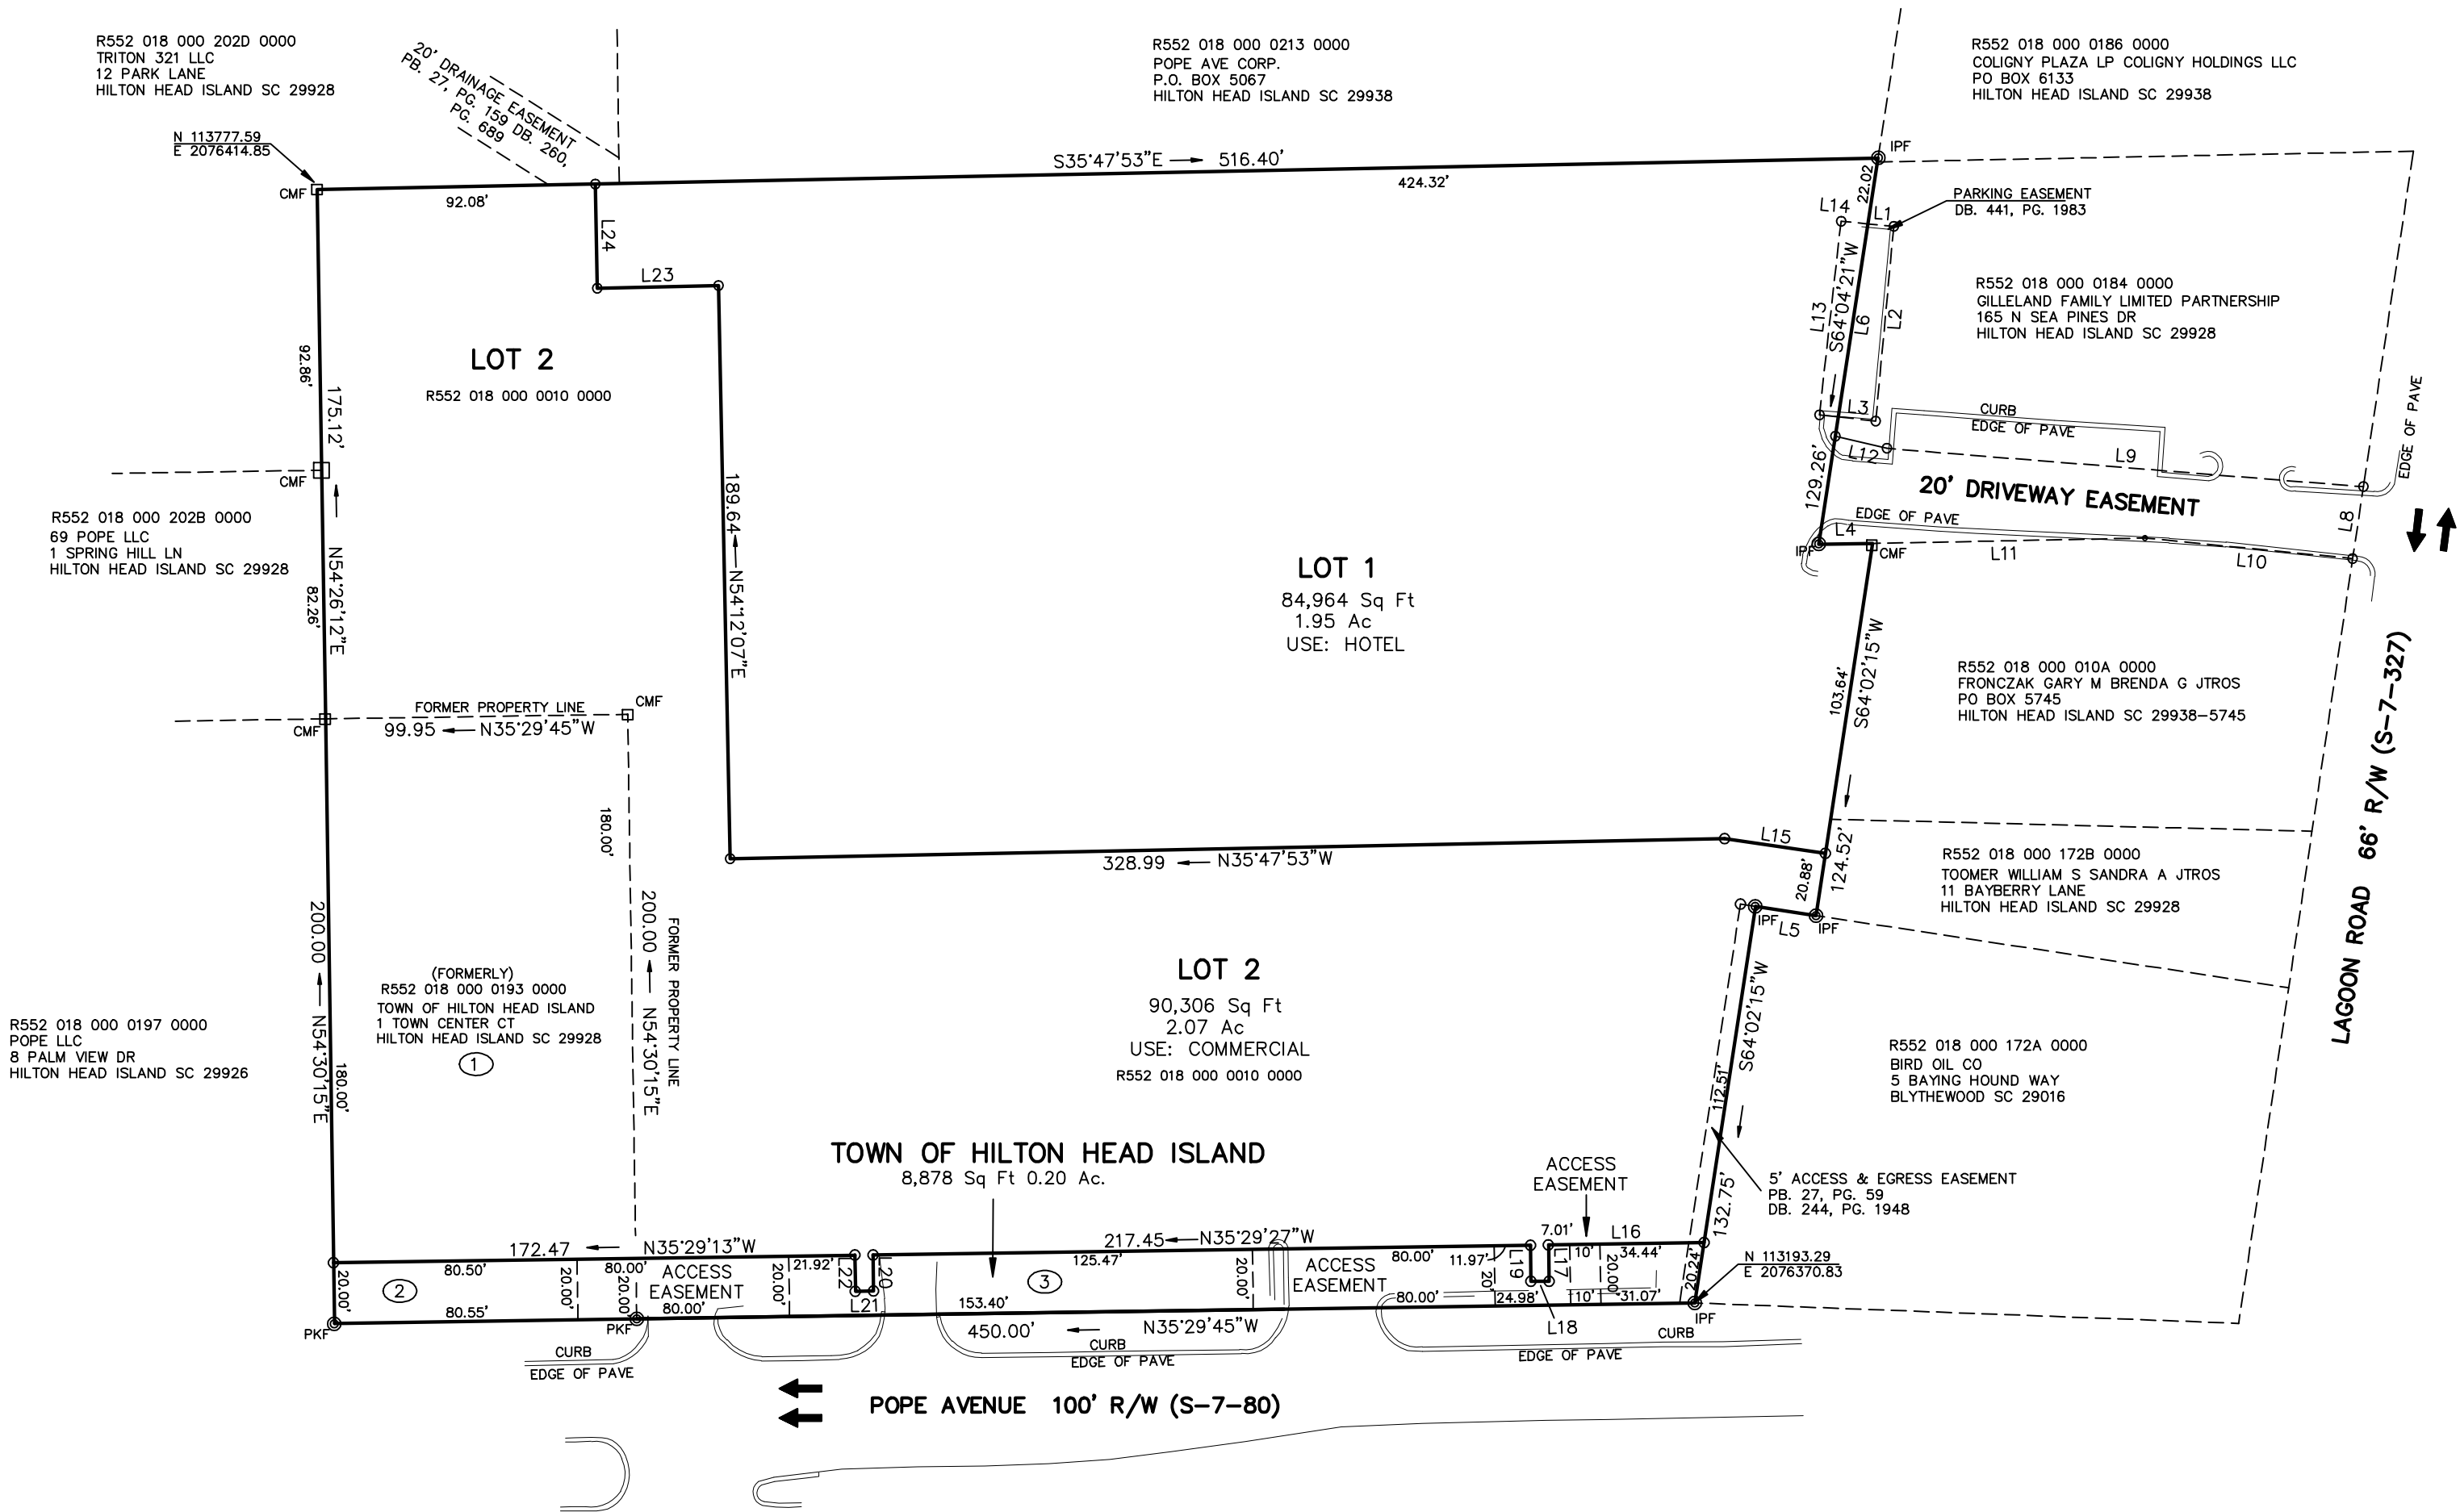 R552 018 000 202D 0000
TRITON 321 LLC
12 PARK LANE
HILTON HEAD ISLAND SC 29928
N 113777.59
E 2076414.85
CMF
20' DRAINAGE EASEMENT
PB. 27, PG. 159 DB. 260,
PG. 689
R552 018 000 0213 0000
POPE AVE CORP.
P.O. BOX 5067
HILTON HEAD ISLAND SC 29938
R552 018 000 0186 0000
COLIGNY PLAZA LP COLIGNY HOLDINGS LLC
PO BOX 6133
HILTON HEAD ISLAND SC 29938
S35°47'53"E 516.40'
92.08'
424.32'
IPF
22.02'
PARKING EASEMENT
DB. 441, PG. 1983
L14
L1
L24
L23
L13
S64°04'21"W
L6
L2
L3
R552 018 000 0184 0000
GILLELAND FAMILY LIMITED PARTNERSHIP
165 N SEA PINES DR
HILTON HEAD ISLAND SC 29928
LOT 2
R552 018 000 0010 0000
92.86'
175.12'
CMF
CURB
EDGE OF PAVE
EDGE OF PAVE
L12
L9
129.26'
20' DRIVEWAY EASEMENT
EDGE OF PAVE
L8
L4
IPF
CMF
L11
L10
R552 018 000 202B 0000
69 POPE LLC
1 SPRING HILL LN
HILTON HEAD ISLAND SC 29928
N54°26'12"E
82.26'
189.64
N54°12'07"E
LOT 1
84,964 Sq Ft
1.95 Ac
USE: HOTEL
103.64'
S64°02'15"W
R552 018 000 010A 0000
FRONCZAK GARY M BRENDA G JTROS
PO BOX 5745
HILTON HEAD ISLAND SC 29938-5745
LAGOON ROAD 66' R/W (S-7-327)
FORMER PROPERTY LINE
CMF
99.95 N35°29'45"W
CMF
180.00'
328.99 N35°47'53"W
L15
20.88'
124.52'
R552 018 000 172B 0000
TOOMER WILLIAM S SANDRA A JTROS
11 BAYBERRY LANE
HILTON HEAD ISLAND SC 29928
IPF
L5
IPF
200.00 N54°30'15"E
180.00'
(FORMERLY)
R552 018 000 0193 0000
TOWN OF HILTON HEAD ISLAND
1 TOWN CENTER CT
HILTON HEAD ISLAND SC 29928
1
200.00 N54°30'15"E
FORMER PROPERTY LINE
R552 018 000 0197 0000
POPE LLC
8 PALM VIEW DR
HILTON HEAD ISLAND SC 29926
LOT 2
90,306 Sq Ft
2.07 Ac
USE: COMMERCIAL
R552 018 000 0010 0000
S64°02'15"W
112.51'
R552 018 000 172A 0000
BIRD OIL CO
5 BAYING HOUND WAY
BLYTHEWOOD SC 29016
TOWN OF HILTON HEAD ISLAND
8,878 Sq Ft 0.20 Ac.
ACCESS
EASEMENT
5' ACCESS & EGRESS EASEMENT
PB. 27, PG. 59
DB. 244, PG. 1948
132.75'
172.47 N35°29'13"W
217.45 N35°29'27"W
7.01'
L16
80.50'
80.00'
ACCESS
EASEMENT
21.92'
L22
L20
L21
125.47'
ACCESS
EASEMENT
80.00'
11.97'
L19
L17
10'
34.44'
20.24'
N 113193.29
E 2076370.83
20.00'
2
20.00'
20.00'
20.00'
3
20.00'
20'
20.00'
80.55'
80.00'
153.40'
80.00'
24.98'
10'
31.07'
PKF
PKF
IPF
L18
450.00' N35°29'45"W
CURB
EDGE OF PAVE
CURB
EDGE OF PAVE
CURB
EDGE OF PAVE
POPE AVENUE 100' R/W (S-7-80)